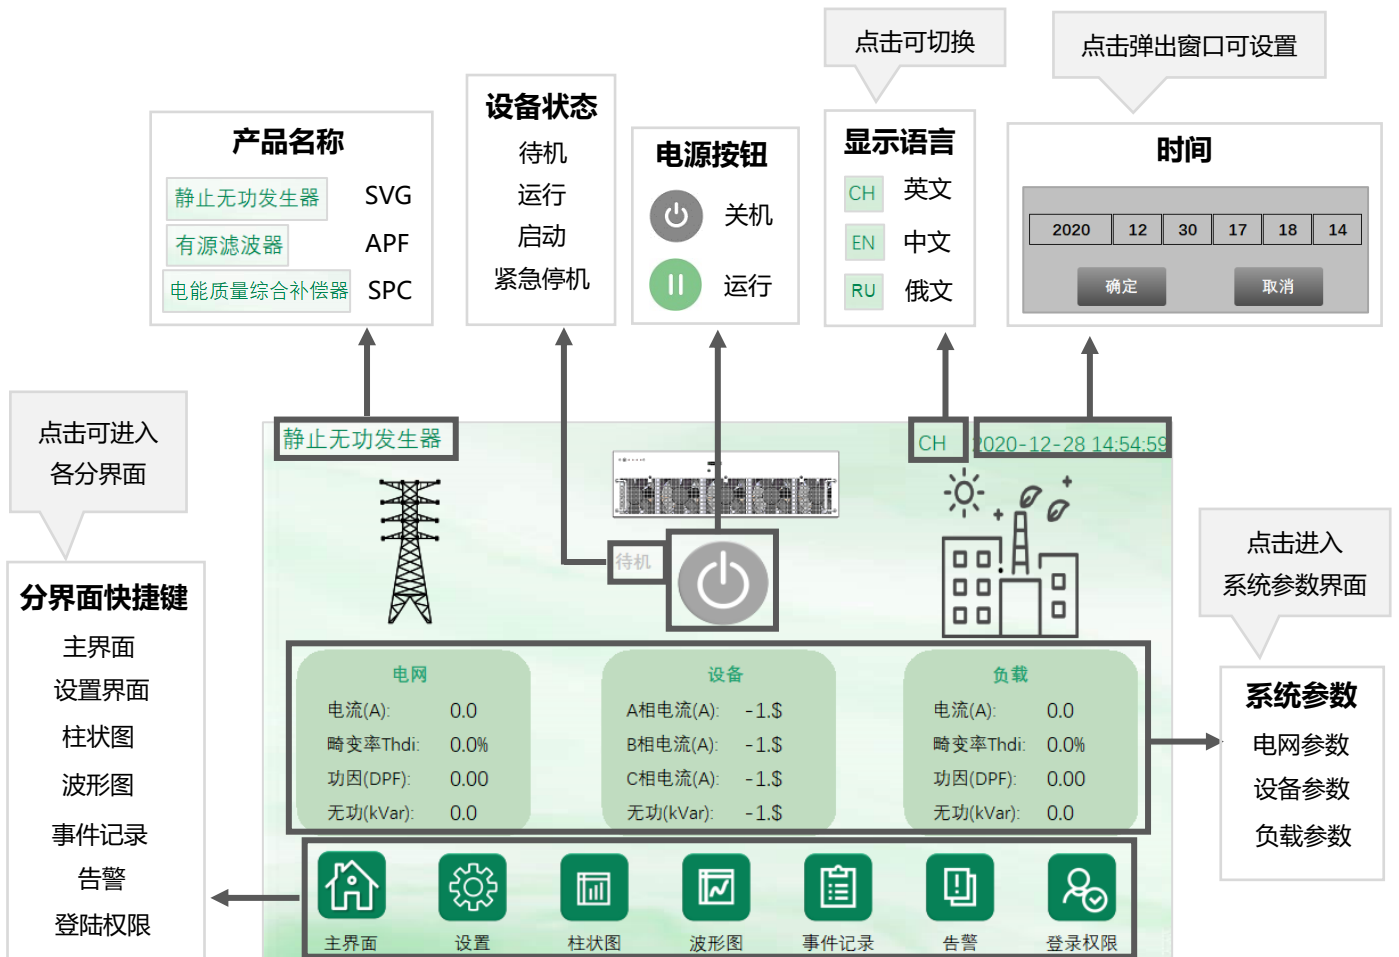 点击可切换
点击弹出窗口可设置
产品名称
静止无功发生器 SVG
有源滤波器 APF
电能质量综合补偿器 SPC
设备状态
待机
运行
启动
紧急停机
电源按钮
关机
运行
显示语言
CH 英文
EN 中文
RU 俄文
时间
2020 12 30 17 18 14
确定 取消
点击可进入
各分界面
分界面快捷键
主界面
设置界面
柱状图
波形图
事件记录
告警
登陆权限
静止无功发生器
CH 2020-12-28 14:54:59
待机
电网
电流(A): 0.0
畸变率Thdi: 0.0%
功因(DPF): 0.00
无功(kVar): 0.0
设备
A相电流(A): -1.$
B相电流(A): -1.$
C相电流(A): -1.$
无功(kVar): -1.$
负载
电流(A): 0.0
畸变率Thdi: 0.0%
功因(DPF): 0.00
无功(kVar): 0.0
主界面 设置 柱状图 波形图 事件记录 告警 登录权限
点击进入
系统参数界面
系统参数
电网参数
设备参数
负载参数